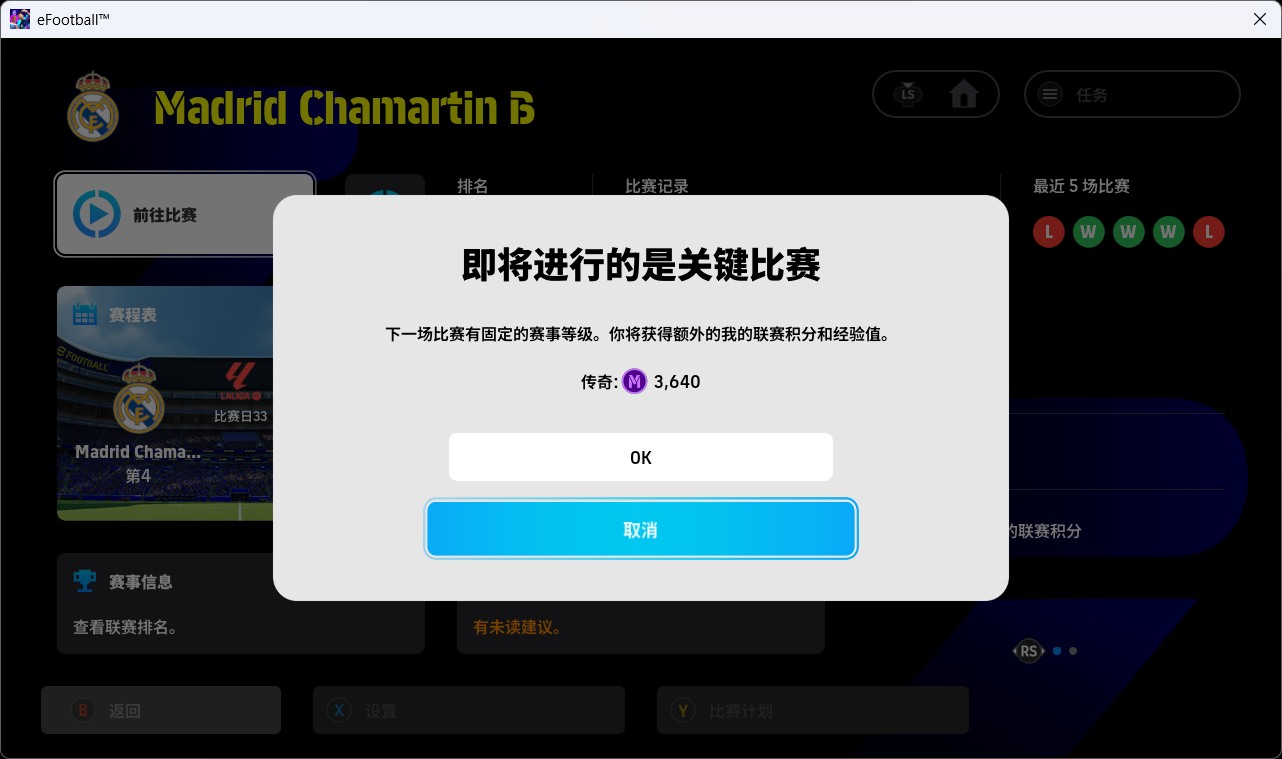 eFootball™
Madrid Chamartin B
LS
任务
前往比赛
排名
比赛记录
最近 5 场比赛
L W W W L
即将进行的是关键比赛
下一场比赛有固定的赛事等级。你将获得额外的我的联赛积分和经验值。
传奇: M 3,640
OK
取消
赛程表
EFOOTBALL
LALIGA
比赛日33
Madrid Chama...
第4
的联赛积分
赛事信息
查看联赛排名。
有未读建议。
RS
B 返回
X 设置
Y 比赛计划